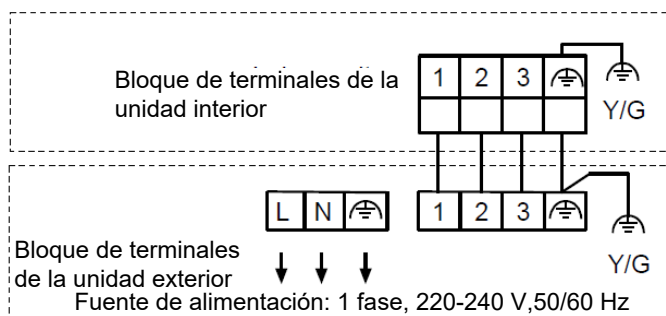 Bloque de terminales de la
unidad interior
1 2 3
Y/G
L N
1 2 3
Bloque de terminales
de la unidad exterior
Y/G
Fuente de alimentación: 1 fase, 220-240 V,50/60 Hz